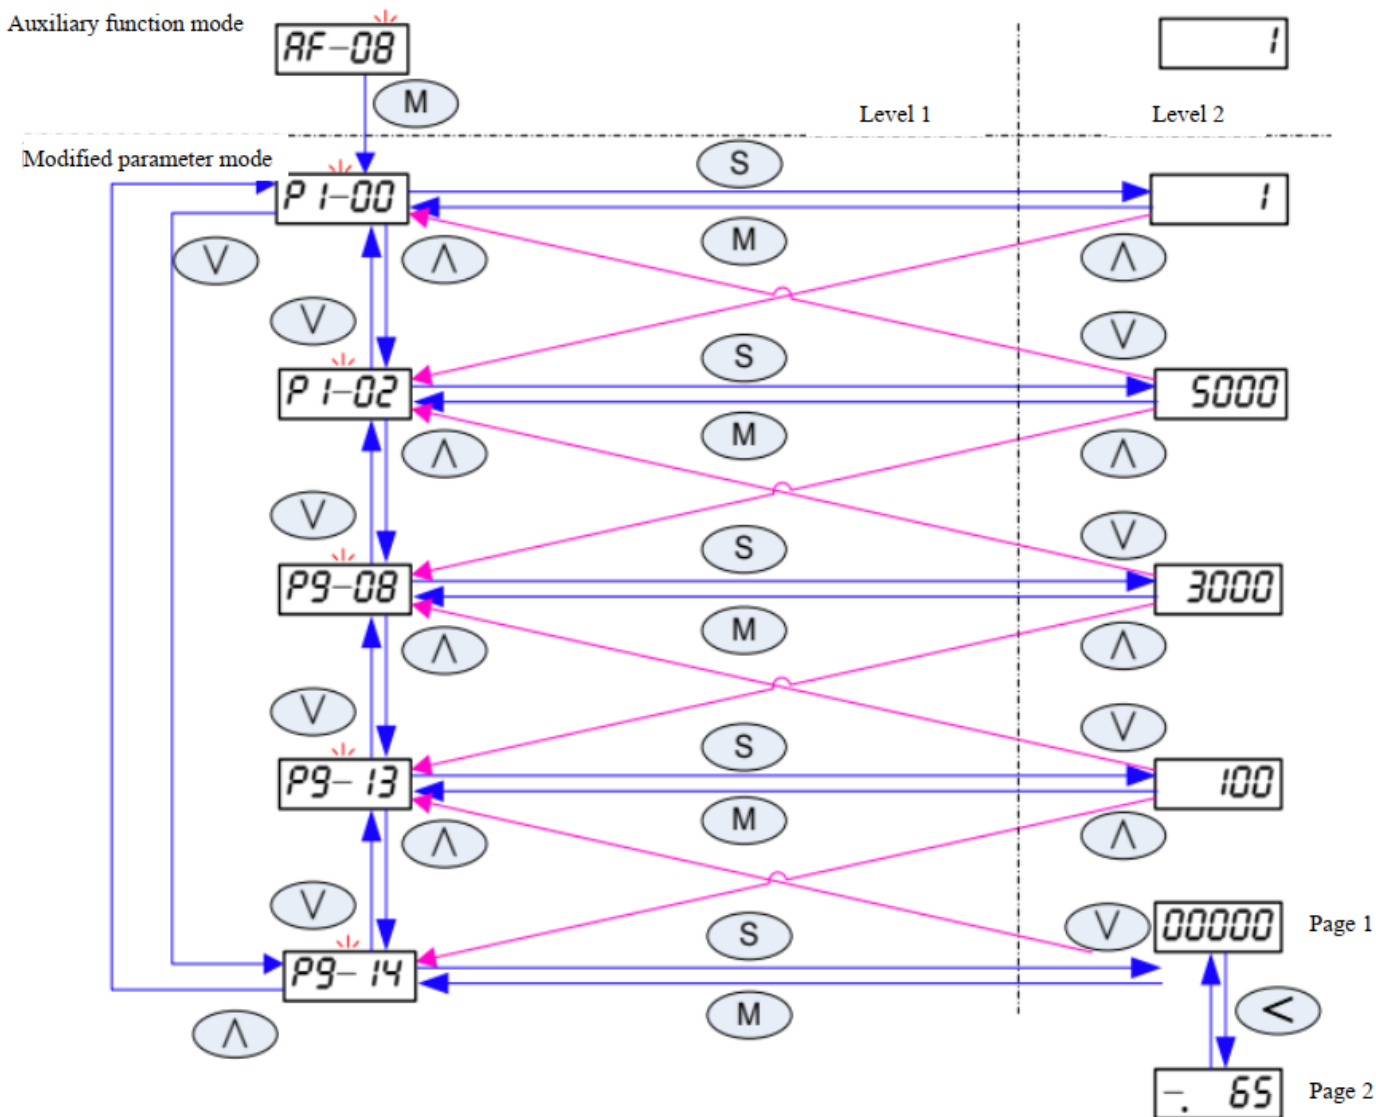 Auxiliary function mode
AF-08
1
M
Level 1
Level 2
Modified parameter mode
S
P1-00
1
V
Λ
M
Λ
V
S
V
P1-02
5000
Λ
M
Λ
V
S
V
P9-08
3000
Λ
M
Λ
V
S
V
P9-13
100
Λ
M
Λ
V
S
V
00000
Page 1
P9-14
Λ
M
<
-. 65
Page 2